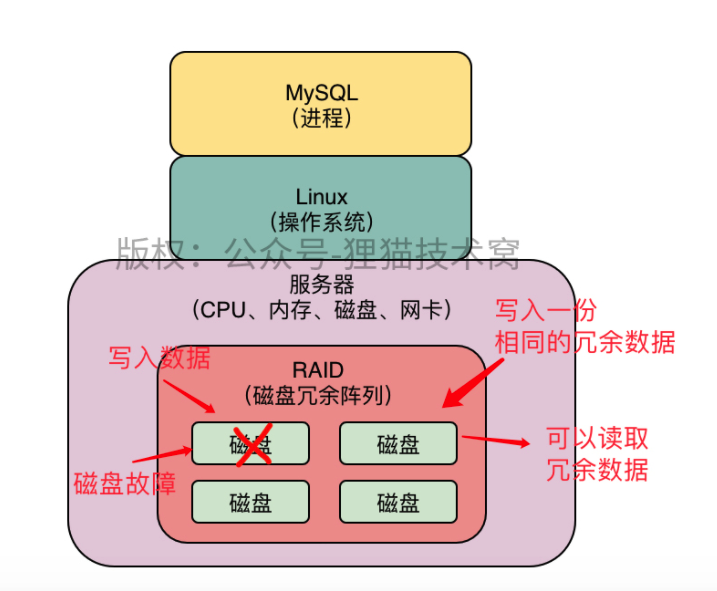 MySQL
（进程）
Linux
（操作系统）
版权：公众号-狸猫技术窝
服务器
（CPU、内存、磁盘、网卡）
写入一份
相同的冗余数据
写入数据
RAID
（磁盘冗余阵列）
磁盘
磁盘
可以读取
冗余数据
磁盘故障
磁盘
磁盘